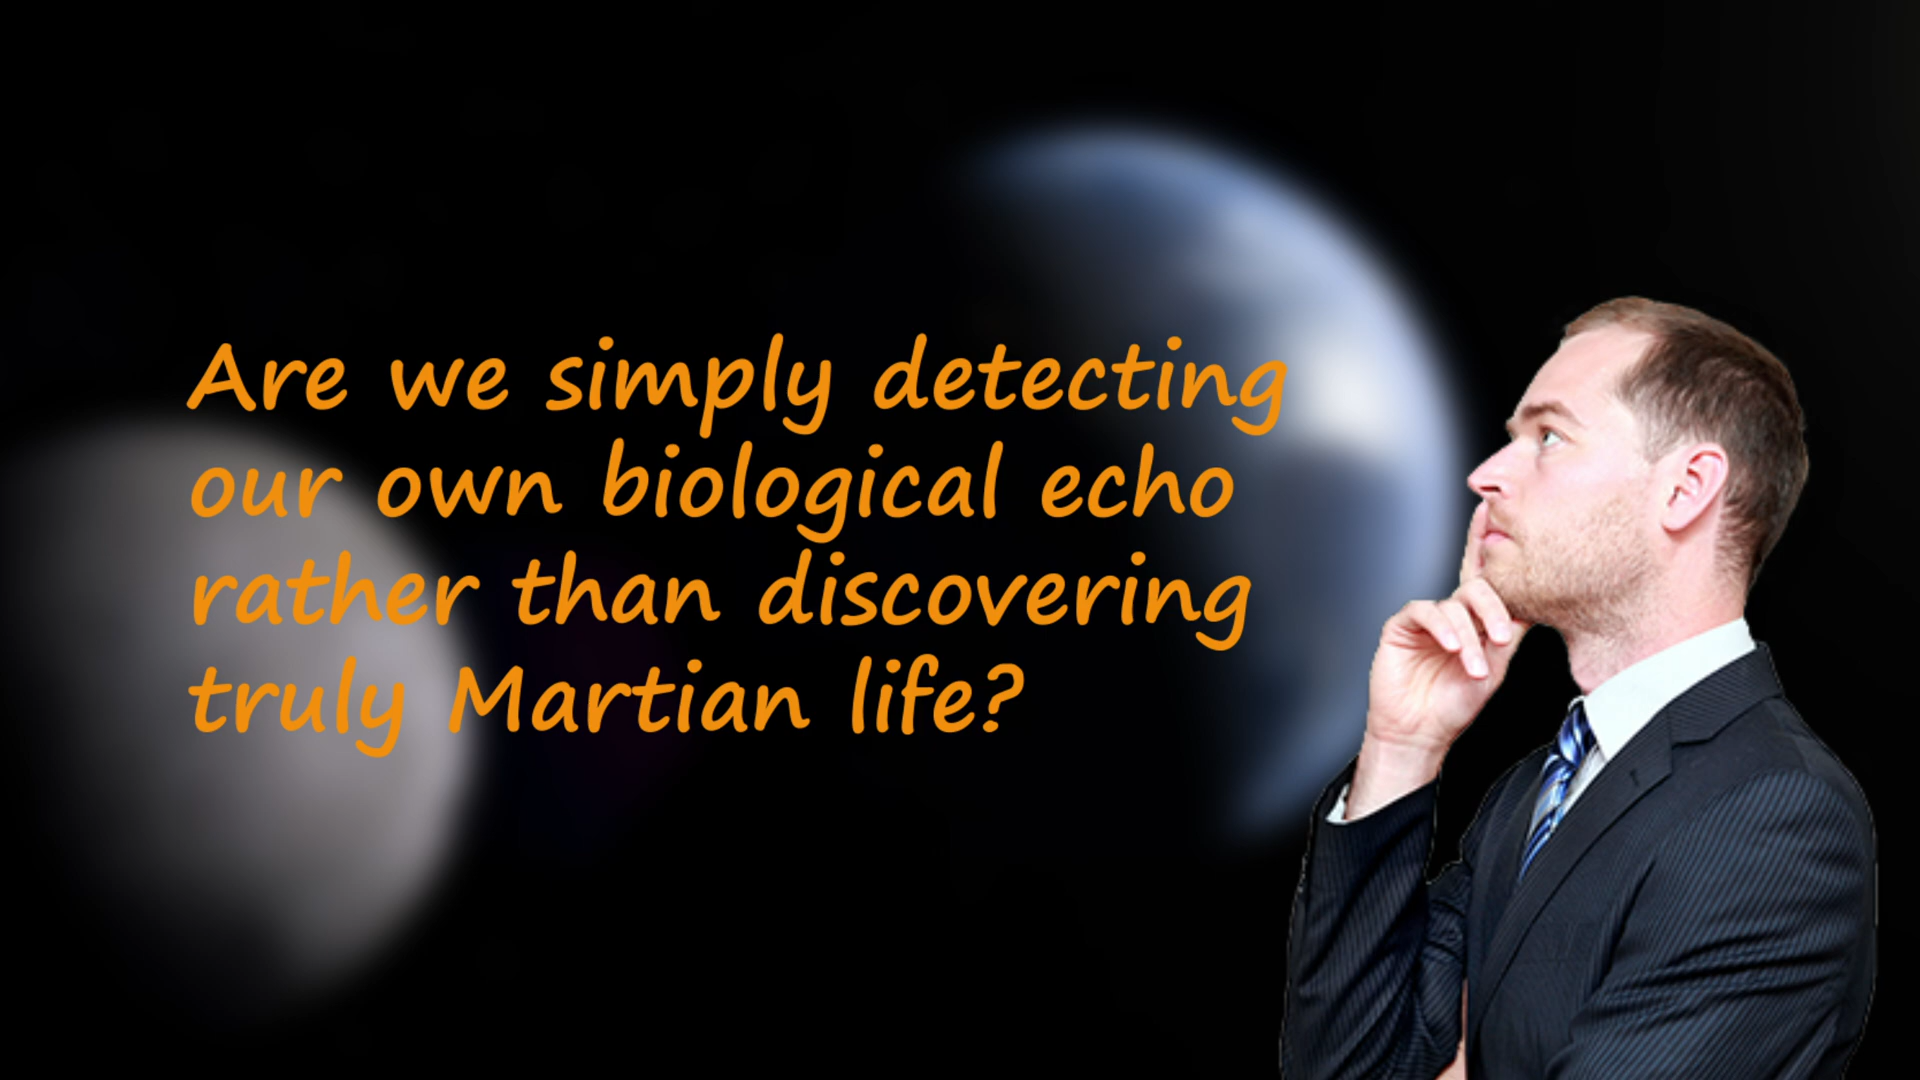 Are we simply detecting
our own biological echo
rather than discovering
truly Martian life?